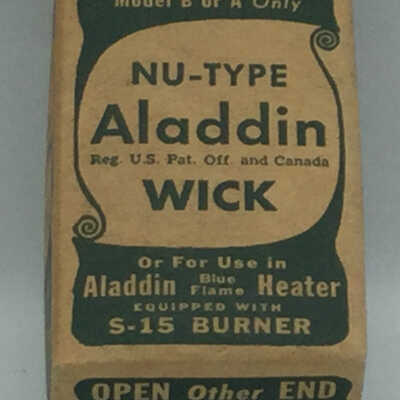 Model B or A Only
NU-TYPE
Aladdin
Reg. U.S. Pat. Off. and Canada
WICK
Or For Use in
Aladdin Blue Flame Heater
EQUIPPED WITH
S-15 BURNER
OPEN Other END